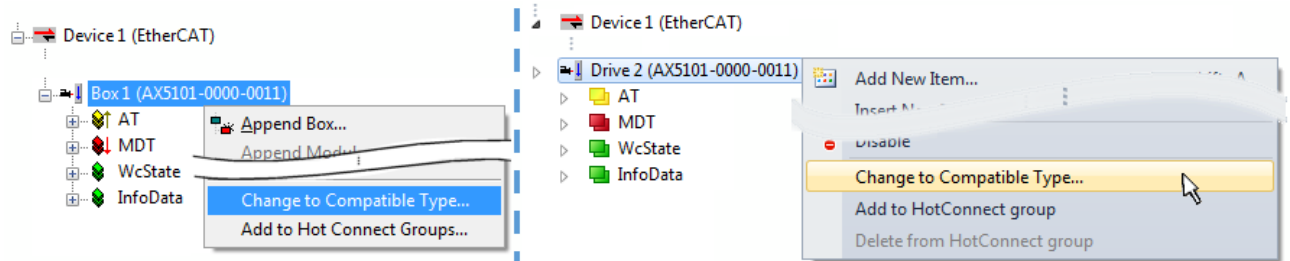 Device 1 (EtherCAT)
Box 1 (AX5101-0000-0011)
AT
MDT
WcState
InfoData
Append Box...
Change to Compatible Type...
Add to Hot Connect Groups...
Device 1 (EtherCAT)
Drive 2 (AX5101-0000-0011)
AT
MDT
WcState
InfoData
Add New Item...
Insert
Disable
Change to Compatible Type...
Add to HotConnect group
Delete from HotConnect group